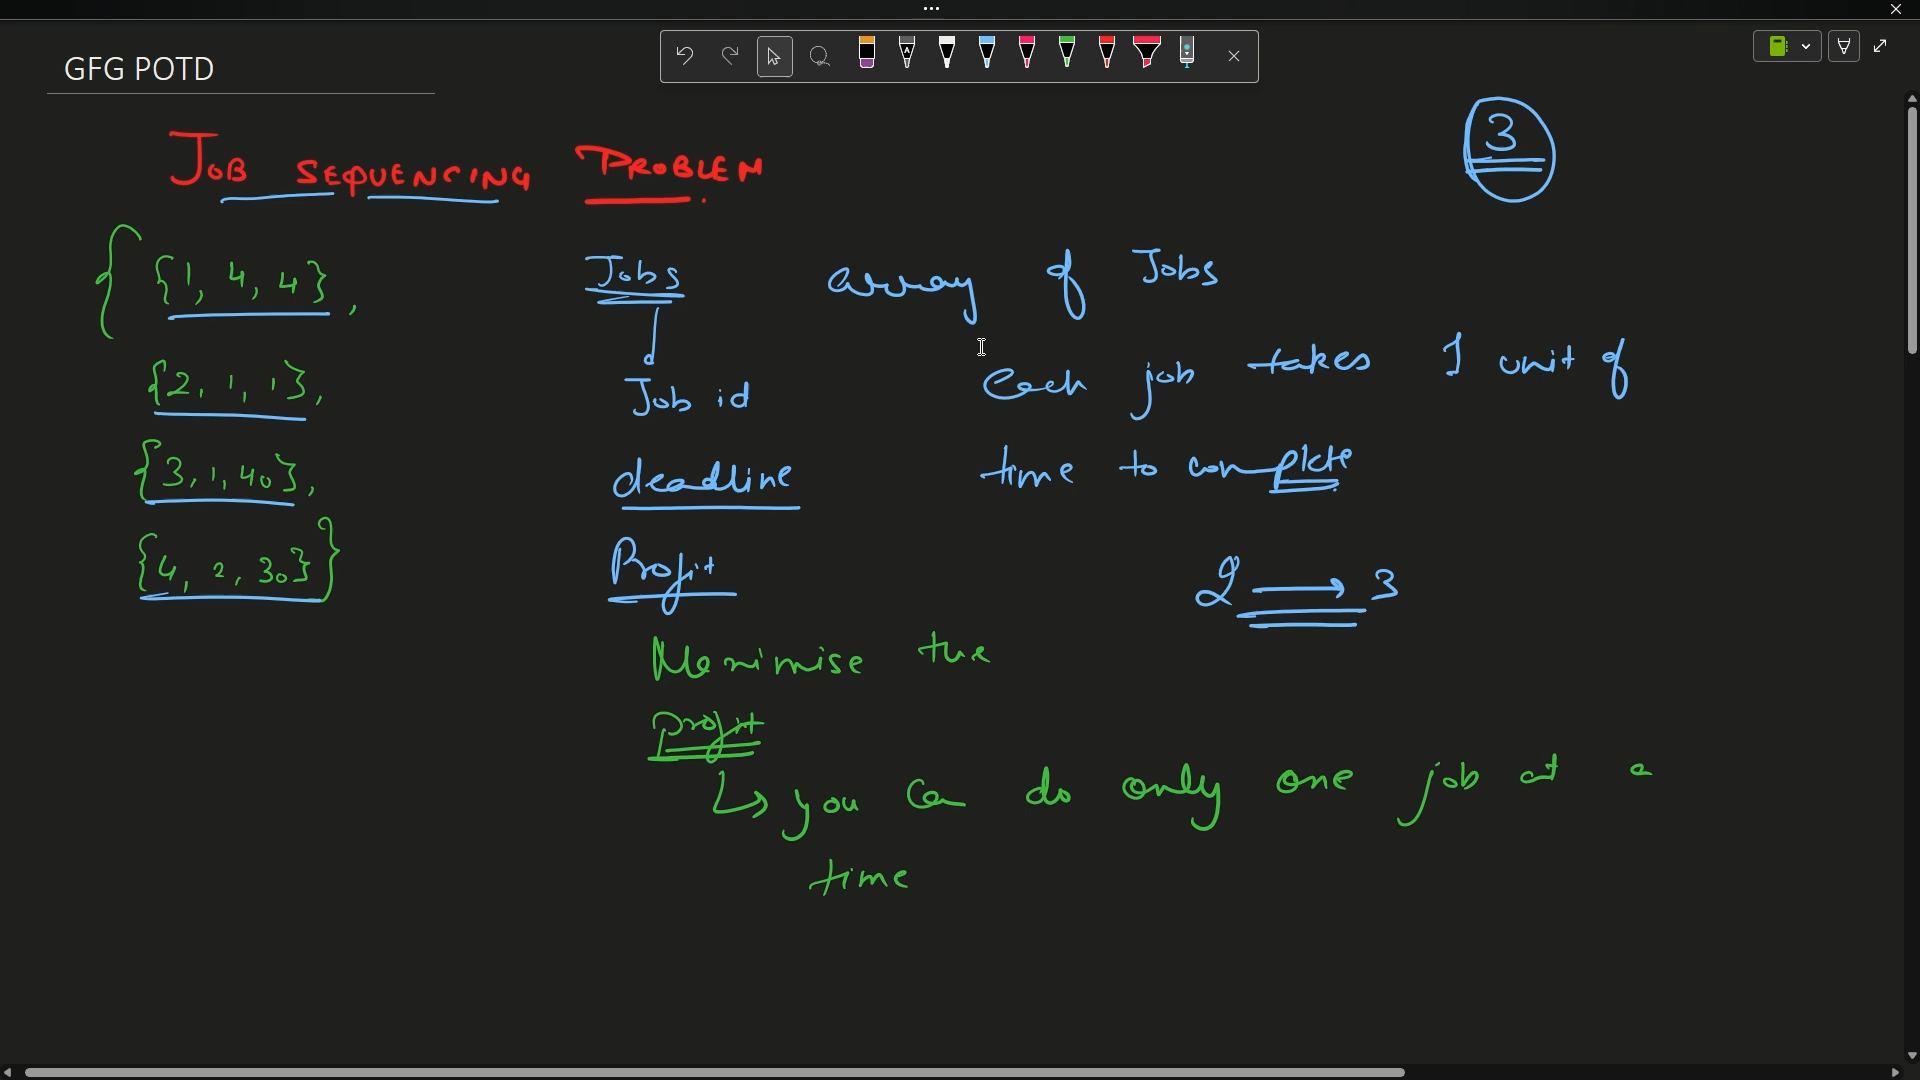 GFG POTD
3
JOB SEQUENCING PROBLEM
{ {1, 4, 4},
{2, 1, 1},
{3, 1, 40},
{4, 2, 30} }
Jobs
Job id
deadline
Profit
array of Jobs
Each job takes 1 unit of
time to complete
2 → 3
Maximise the
profit
↳ you can do only one job at a
time